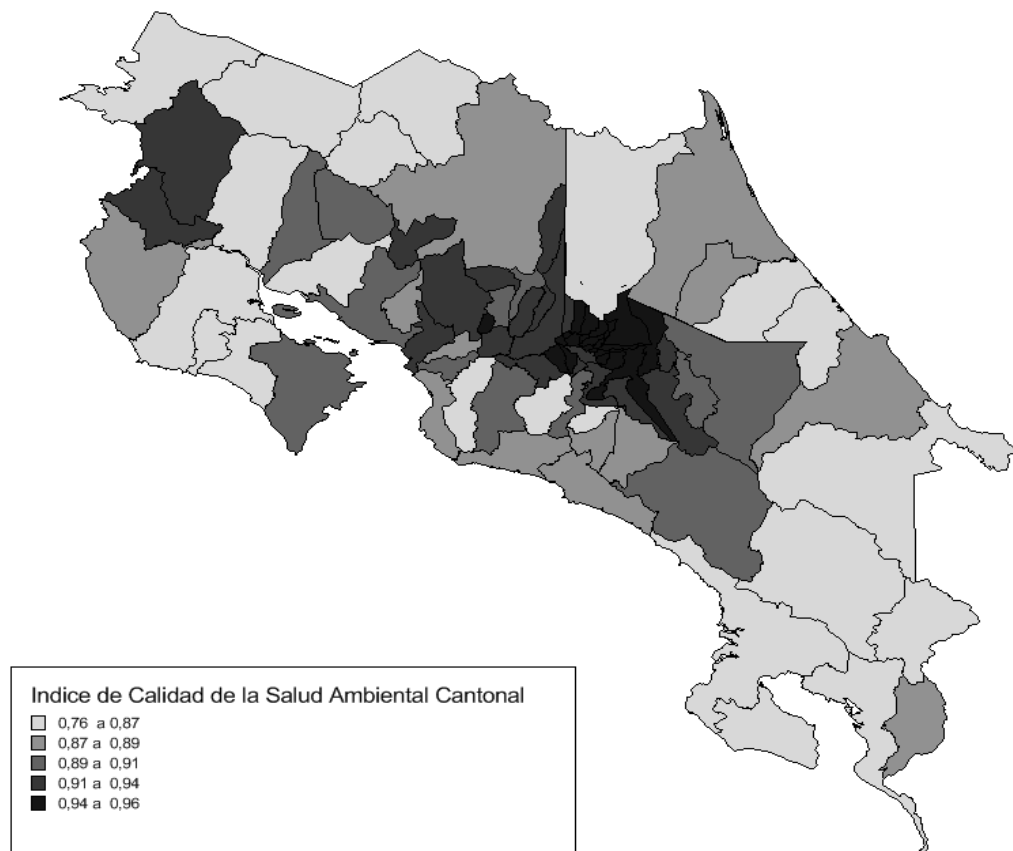 Indice de Calidad de la Salud Ambiental Cantonal
0,76 a 0,87
0,87 a 0,89
0,89 a 0,91
0,91 a 0,94
0,94 a 0,96